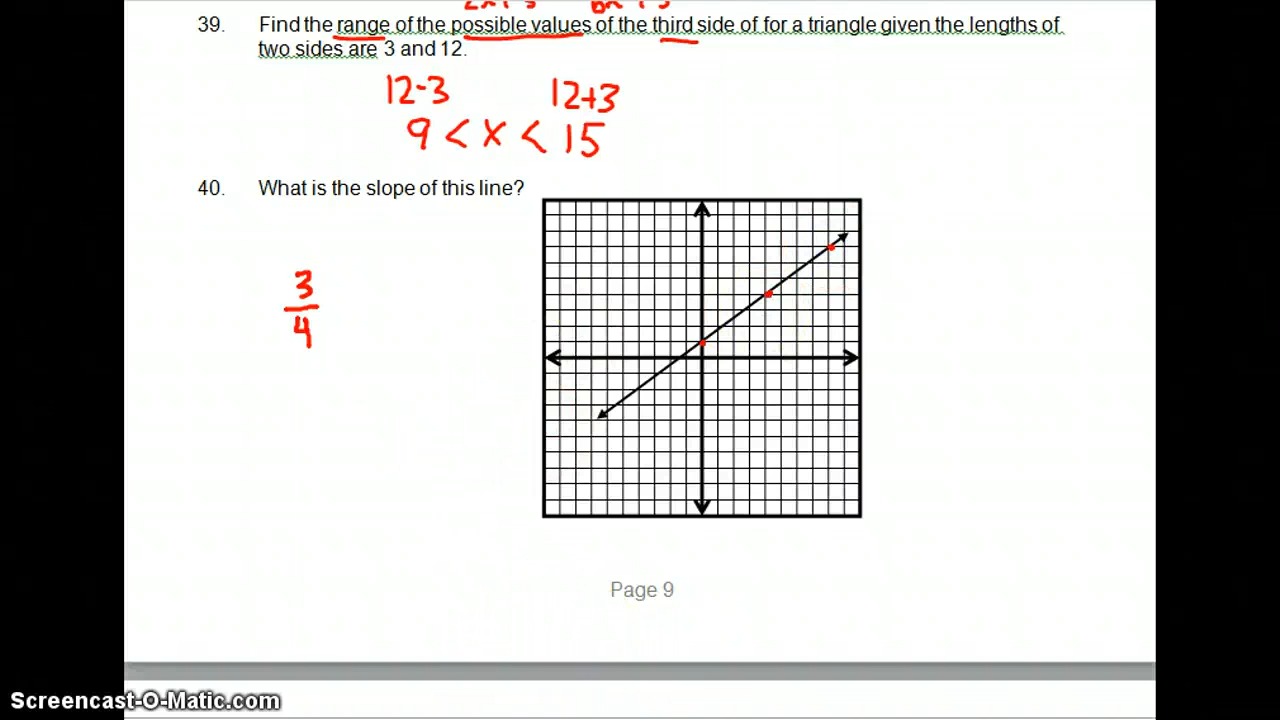 39. Find the range of the possible values of the third side of for a triangle given the lengths of
two sides are 3 and 12.
12-3 12+3
9 < x < 15
40. What is the slope of this line?
3
4
Page 9
Screencast-O-Matic.com